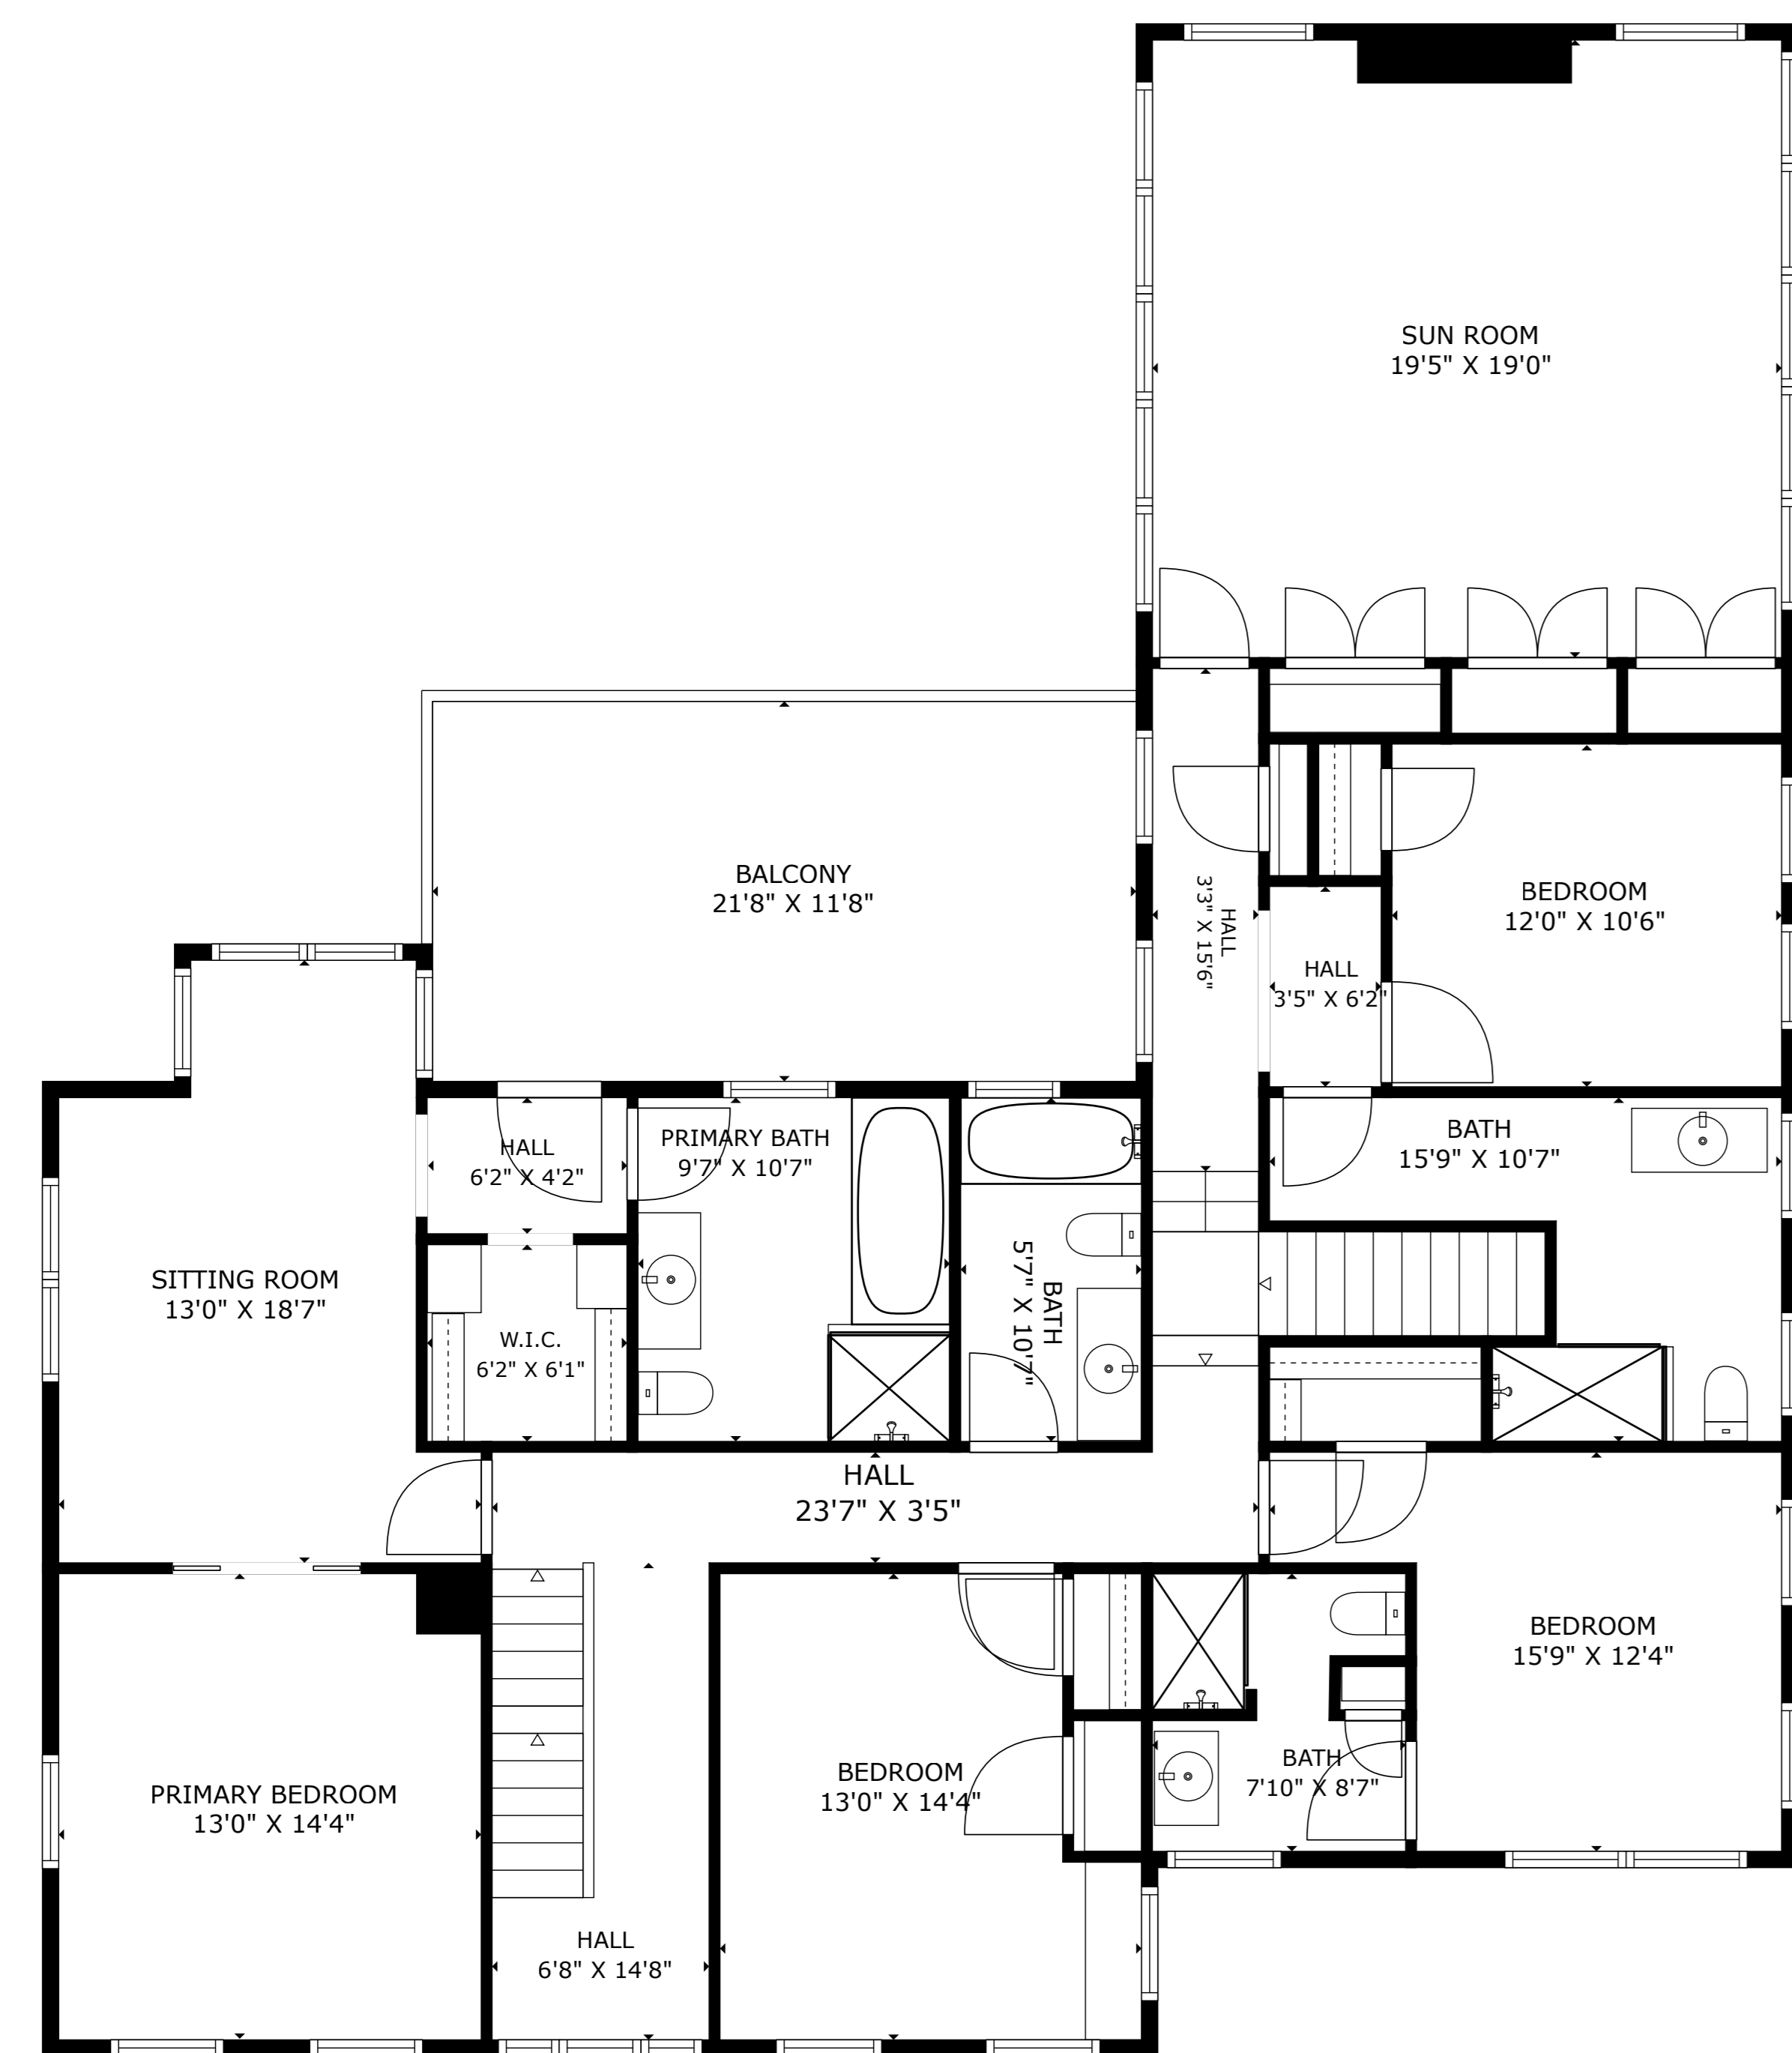 SUN ROOM
19'5" X 19'0"
BALCONY
21'8" X 11'8"
HALL
3'3" X 15'6"
BEDROOM
12'0" X 10'6"
HALL
3'5" X 6'2"
HALL
6'2" X 4'2"
PRIMARY BATH
9'7" X 10'7"
BATH
15'9" X 10'7"
SITTING ROOM
13'0" X 18'7"
W.I.C.
6'2" X 6'1"
BATH
5'7" X 10'7"
HALL
23'7" X 3'5"
BEDROOM
15'9" X 12'4"
PRIMARY BEDROOM
13'0" X 14'4"
BEDROOM
13'0" X 14'4"
BATH
7'10" X 8'7"
HALL
6'8" X 14'8"